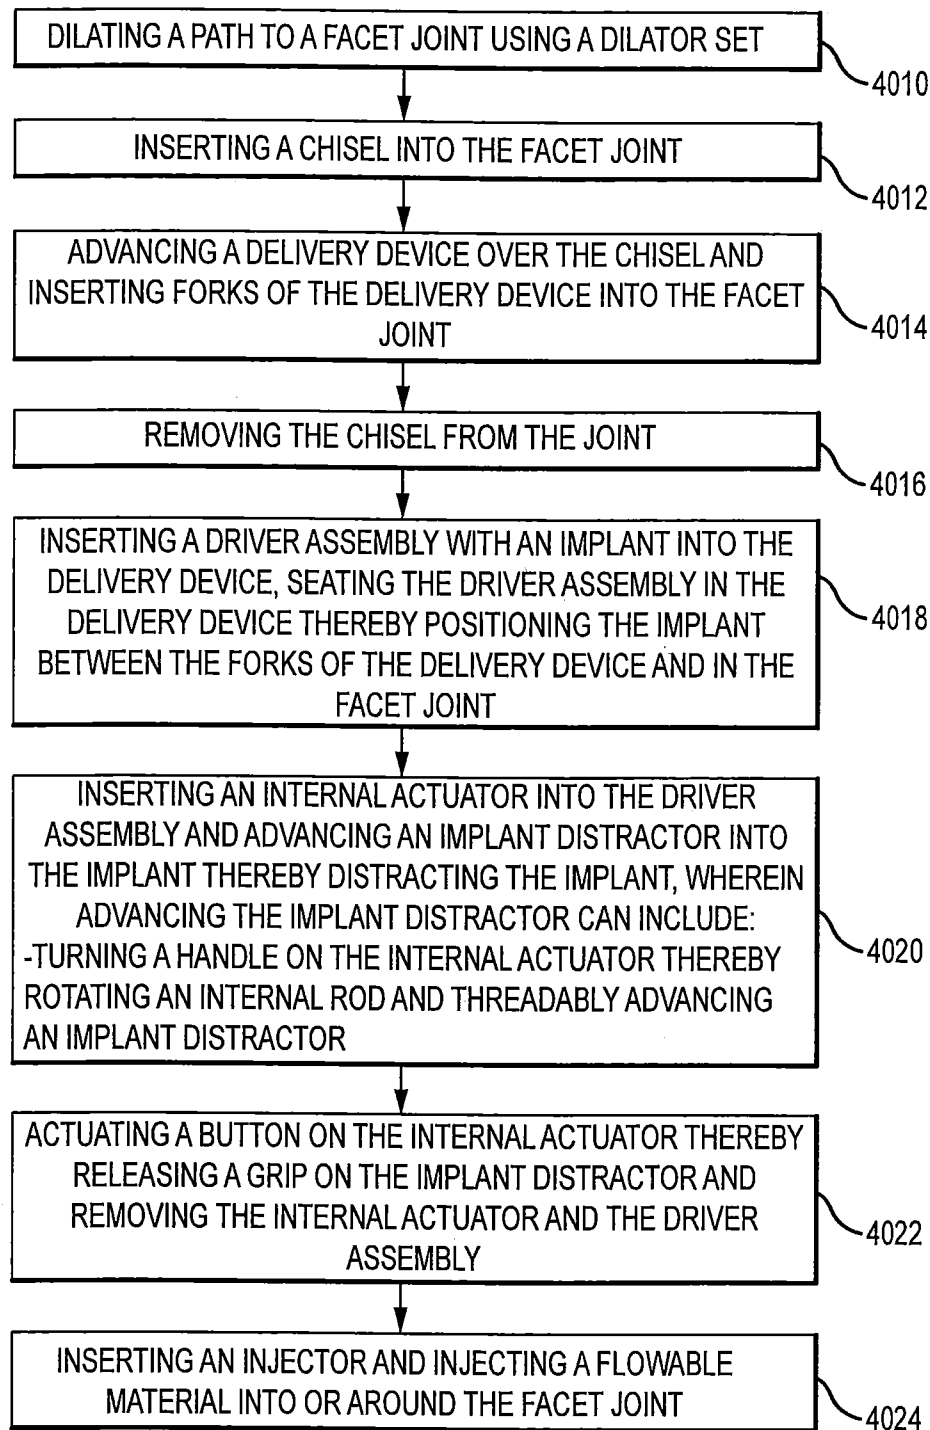 DILATING A PATH TO A FACET JOINT USING A DILATOR SET
4010
INSERTING A CHISEL INTO THE FACET JOINT
4012
ADVANCING A DELIVERY DEVICE OVER THE CHISEL AND
INSERTING FORKS OF THE DELIVERY DEVICE INTO THE FACET
JOINT
4014
REMOVING THE CHISEL FROM THE JOINT
4016
INSERTING A DRIVER ASSEMBLY WITH AN IMPLANT INTO THE
DELIVERY DEVICE, SEATING THE DRIVER ASSEMBLY IN THE
DELIVERY DEVICE THEREBY POSITIONING THE IMPLANT
BETWEEN THE FORKS OF THE DELIVERY DEVICE AND IN THE
FACET JOINT
4018
INSERTING AN INTERNAL ACTUATOR INTO THE DRIVER
ASSEMBLY AND ADVANCING AN IMPLANT DISTRACTOR INTO
THE IMPLANT THEREBY DISTRACTING THE IMPLANT, WHEREIN
ADVANCING THE IMPLANT DISTRACTOR CAN INCLUDE:
-TURNING A HANDLE ON THE INTERNAL ACTUATOR THEREBY
ROTATING AN INTERNAL ROD AND THREADABLY ADVANCING
AN IMPLANT DISTRACTOR
4020
ACTUATING A BUTTON ON THE INTERNAL ACTUATOR THEREBY
RELEASING A GRIP ON THE IMPLANT DISTRACTOR AND
REMOVING THE INTERNAL ACTUATOR AND THE DRIVER
ASSEMBLY
4022
INSERTING AN INJECTOR AND INJECTING A FLOWABLE
MATERIAL INTO OR AROUND THE FACET JOINT
4024